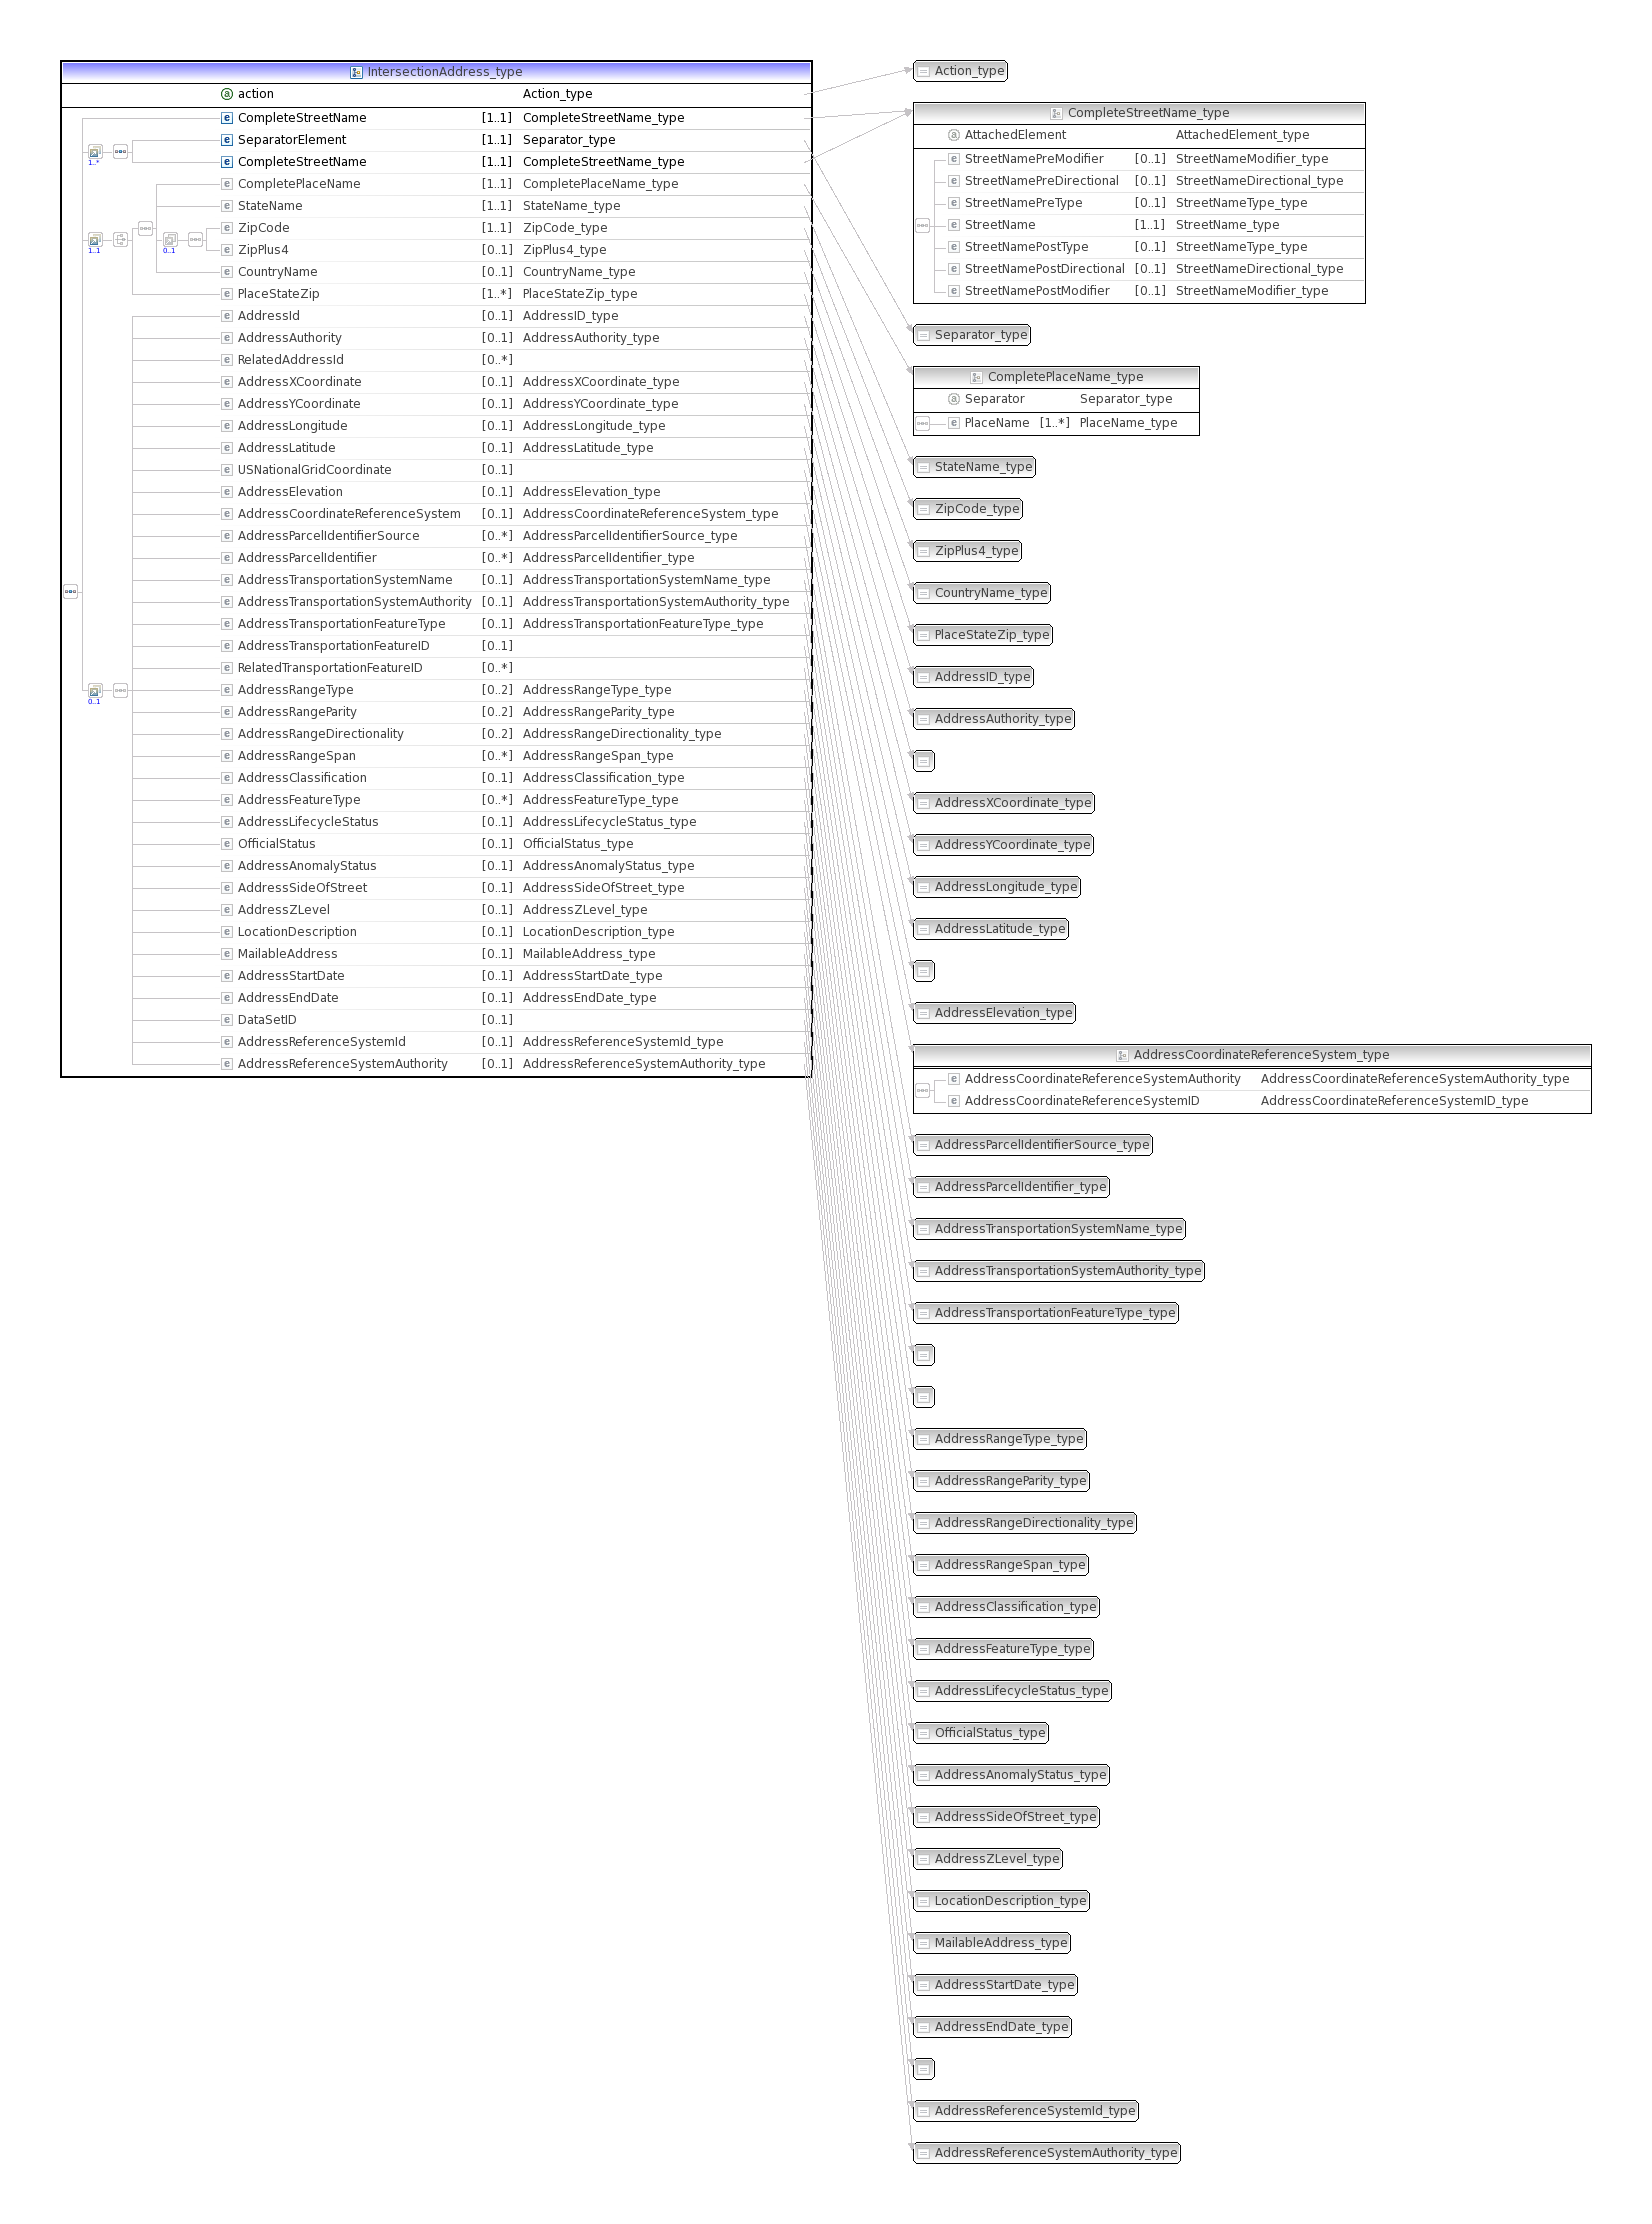 IntersectionAddress_type
action Action_type
CompleteStreetName [1..1] CompleteStreetName_type
SeparatorElement [1..1] Separator_type
CompleteStreetName [1..1] CompleteStreetName_type
1..*
CompletePlaceName [1..1] CompletePlaceName_type
StateName [1..1] StateName_type
ZipCode [1..1] ZipCode_type
ZipPlus4 [0..1] ZipPlus4_type
1..1 0..1
CountryName [0..1] CountryName_type
PlaceStateZip [1..*] PlaceStateZip_type
AddressId [0..1] AddressID_type
AddressAuthority [0..1] AddressAuthority_type
RelatedAddressId [0..*]
AddressXCoordinate [0..1] AddressXCoordinate_type
AddressYCoordinate [0..1] AddressYCoordinate_type
AddressLongitude [0..1] AddressLongitude_type
AddressLatitude [0..1] AddressLatitude_type
USNationalGridCoordinate [0..1]
AddressElevation [0..1] AddressElevation_type
AddressCoordinateReferenceSystem [0..1] AddressCoordinateReferenceSystem_type
AddressParcelIdentifierSource [0..*] AddressParcelIdentifierSource_type
AddressParcelIdentifier [0..*] AddressParcelIdentifier_type
AddressTransportationSystemName [0..1] AddressTransportationSystemName_type
AddressTransportationSystemAuthority [0..1] AddressTransportationSystemAuthority_type
AddressTransportationFeatureType [0..1] AddressTransportationFeatureType_type
AddressTransportationFeatureID [0..1]
RelatedTransportationFeatureID [0..*]
AddressRangeType [0..2] AddressRangeType_type
0..1
AddressRangeParity [0..2] AddressRangeParity_type
AddressRangeDirectionality [0..2] AddressRangeDirectionality_type
AddressRangeSpan [0..*] AddressRangeSpan_type
AddressClassification [0..1] AddressClassification_type
AddressFeatureType [0..*] AddressFeatureType_type
AddressLifecycleStatus [0..1] AddressLifecycleStatus_type
OfficialStatus [0..1] OfficialStatus_type
AddressAnomalyStatus [0..1] AddressAnomalyStatus_type
AddressSideOfStreet [0..1] AddressSideOfStreet_type
AddressZLevel [0..1] AddressZLevel_type
LocationDescription [0..1] LocationDescription_type
MailableAddress [0..1] MailableAddress_type
AddressStartDate [0..1] AddressStartDate_type
AddressEndDate [0..1] AddressEndDate_type
DataSetID [0..1]
AddressReferenceSystemId [0..1] AddressReferenceSystemId_type
AddressReferenceSystemAuthority [0..1] AddressReferenceSystemAuthority_type
Action_type
CompleteStreetName_type
AttachedElement AttachedElement_type
StreetNamePreModifier [0..1] StreetNameModifier_type
StreetNamePreDirectional [0..1] StreetNameDirectional_type
StreetNamePreType [0..1] StreetNameType_type
StreetName [1..1] StreetName_type
StreetNamePostType [0..1] StreetNameType_type
StreetNamePostDirectional [0..1] StreetNameDirectional_type
StreetNamePostModifier [0..1] StreetNameModifier_type
Separator_type
CompletePlaceName_type
Separator Separator_type
PlaceName [1..*] PlaceName_type
StateName_type
ZipCode_type
ZipPlus4_type
CountryName_type
PlaceStateZip_type
AddressID_type
AddressAuthority_type
AddressXCoordinate_type
AddressYCoordinate_type
AddressLongitude_type
AddressLatitude_type
AddressElevation_type
AddressCoordinateReferenceSystem_type
AddressCoordinateReferenceSystemAuthority AddressCoordinateReferenceSystemAuthority_type
AddressCoordinateReferenceSystemID AddressCoordinateReferenceSystemID_type
AddressParcelIdentifierSource_type
AddressParcelIdentifier_type
AddressTransportationSystemName_type
AddressTransportationSystemAuthority_type
AddressTransportationFeatureType_type
AddressRangeType_type
AddressRangeParity_type
AddressRangeDirectionality_type
AddressRangeSpan_type
AddressClassification_type
AddressFeatureType_type
AddressLifecycleStatus_type
OfficialStatus_type
AddressAnomalyStatus_type
AddressSideOfStreet_type
AddressZLevel_type
LocationDescription_type
MailableAddress_type
AddressStartDate_type
AddressEndDate_type
AddressReferenceSystemId_type
AddressReferenceSystemAuthority_type